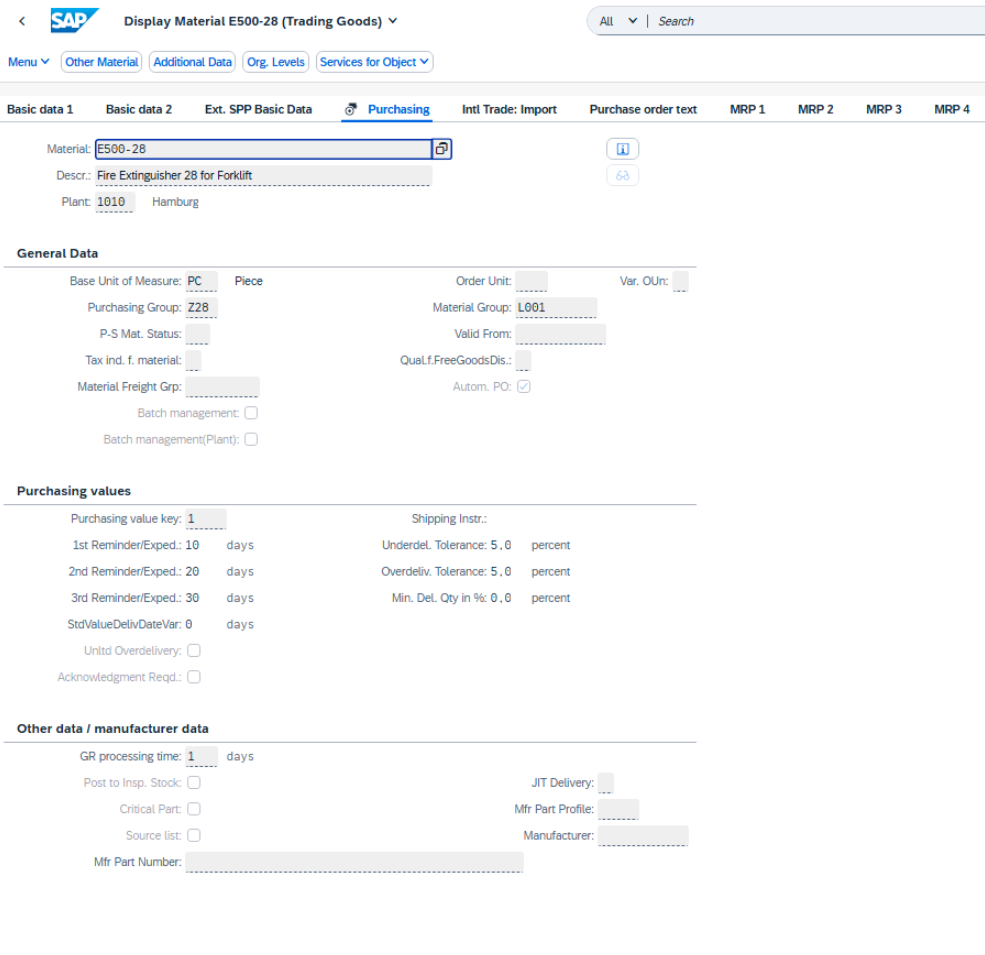 SAP Display Material E500-28 (Trading Goods) All Search
Menu Other Material Additional Data Org. Levels Services for Object
Basic data 1 Basic data 2 Ext. SPP Basic Data Purchasing Intl Trade: Import Purchase order text MRP 1 MRP 2 MRP 3 MRP 4
Material: E500-28
Descr.: Fire Extinguisher 28 for Forklift
Plant: 1010 Hamburg
General Data
Base Unit of Measure: PC Piece Order Unit: Var. OUn:
Purchasing Group: Z28 Material Group: L001
P-S Mat. Status: Valid From:
Tax ind. f. material: Qual.f.FreeGoodsDis.:
Material Freight Grp: Autom. PO:
Batch management:
Batch management(Plant):
Purchasing values
Purchasing value key: 1 Shipping Instr.:
1st Reminder/Exped.: 10 days Underdel. Tolerance: 5,0 percent
2nd Reminder/Exped.: 20 days Overdeliv. Tolerance: 5,0 percent
3rd Reminder/Exped.: 30 days Min. Del. Qty in %: 0,0 percent
StdValueDelivDateVar: 0 days
Unltd Overdelivery:
Acknowledgment Reqd.:
Other data / manufacturer data
GR processing time: 1 days
Post to Insp. Stock: JIT Delivery:
Critical Part: Mfr Part Profile:
Source list: Manufacturer:
Mfr Part Number: